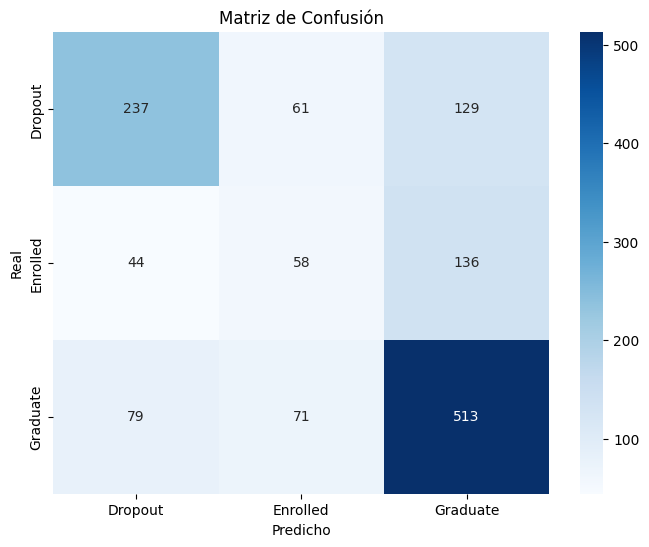 Matriz de Confusión
Real
Dropout
237 61 129
Enrolled
44 58 136
Graduate
79 71 513
Dropout Enrolled Graduate
Predicho
500
400
300
200
100